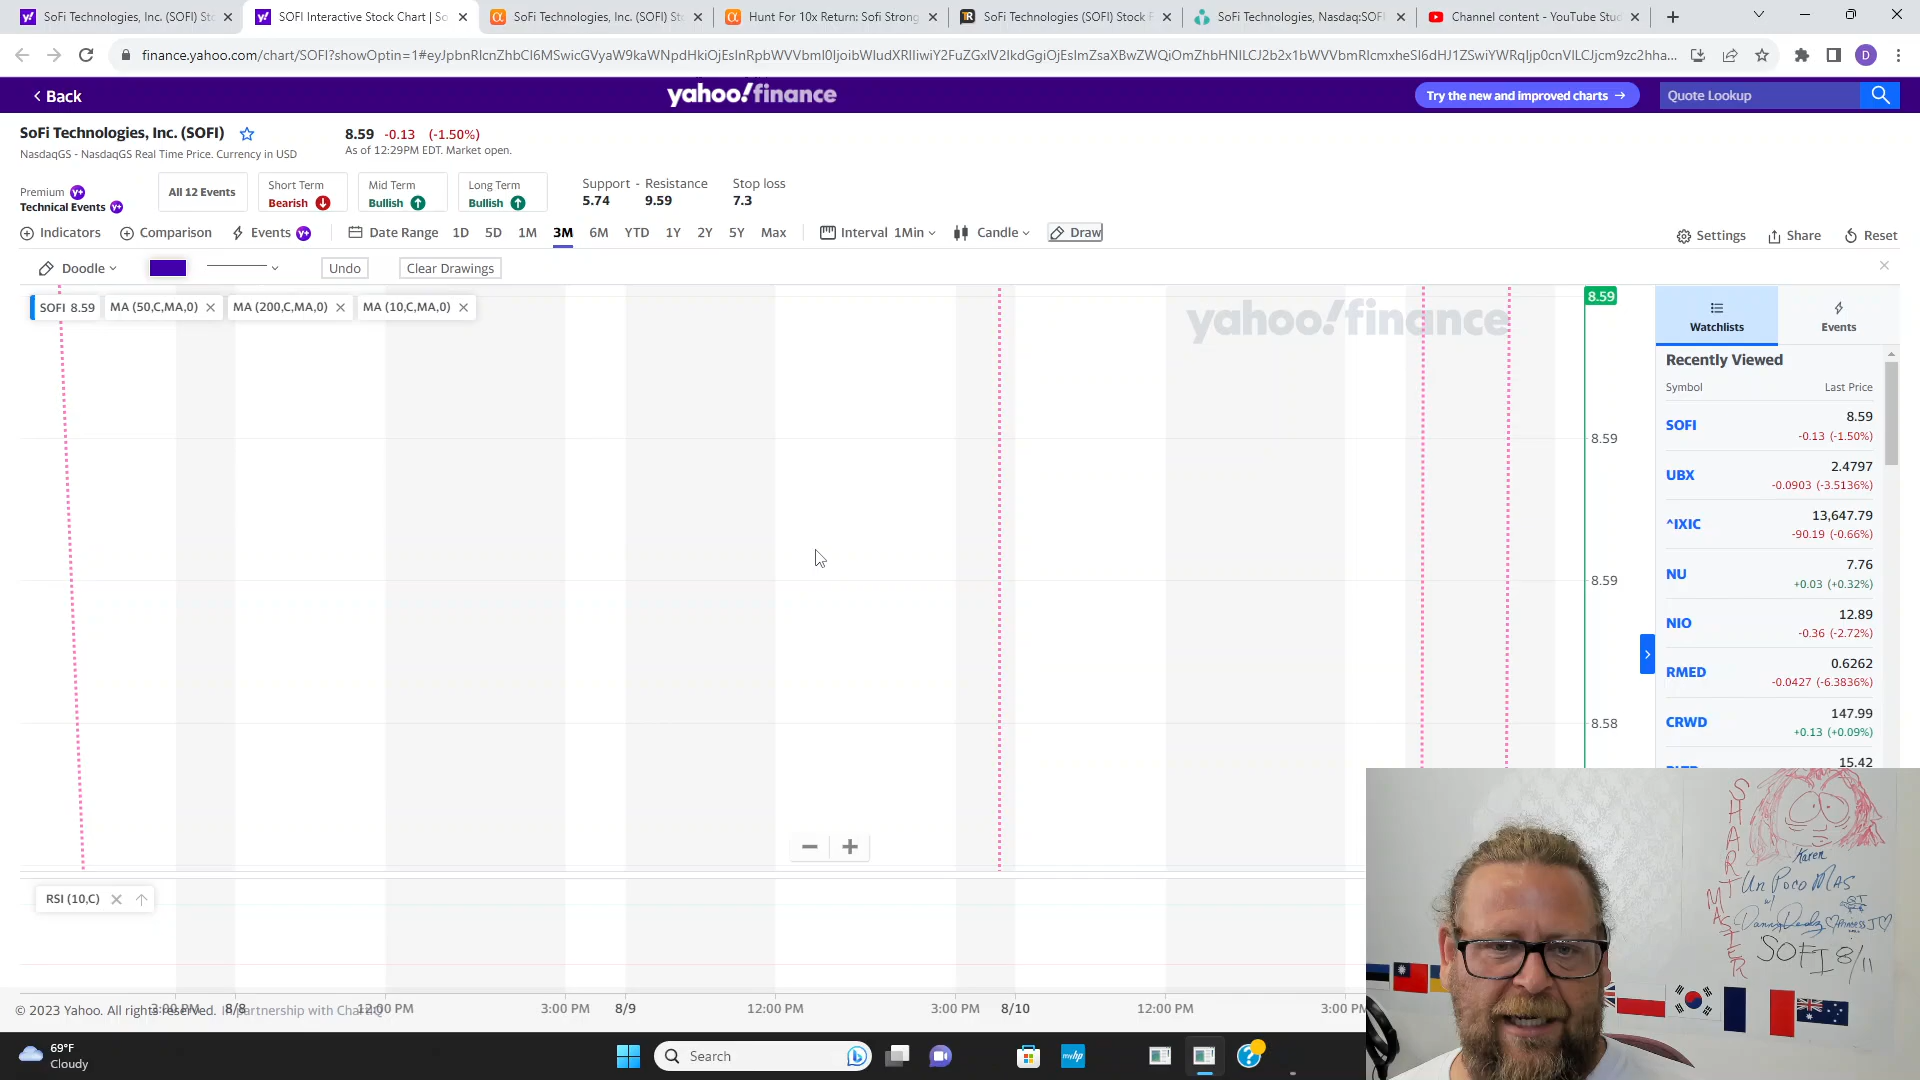 SoFi Technologies, Inc. (SOFI) St
SOFI Interactive Stock Chart | So
SoFi Technologies, Inc. (SOFI) St
Hunt For 10x Return: Sofi Strong
SoFi Technologies (SOFI) Stock F
SoFi Technologies, Nasdaq:SOFI
Channel content - YouTube Stud
D
< Back
yahoo!finance
Try the new and improved charts →
Quote Lookup
SoFi Technologies, Inc. (SOFI)
8.59 -0.13 (-1.50%)
NasdaqGS - NasdaqGS Real Time Price. Currency in USD
As of 12:29PM EDT. Market open.
Premium y+
Technical Events y+
All 12 Events
Short Term
Bearish
Mid Term
Bullish
Long Term
Bullish
Support - Resistance
5.74 9.59
Stop loss
7.3
Indicators
Comparison
Events y+
Date Range 1D 5D 1M 3M 6M YTD 1Y 2Y 5Y Max
Interval 1Min
Candle
Draw
Settings
Share
Reset
Doodle
Undo
Clear Drawings
SOFI 8.59
MA (50,C,MA,0)
MA (200,C,MA,0)
MA (10,C,MA,0)
yahoo!finance
8.59
8.59
8.59
8.58
Watchlists
Events
Recently Viewed
Symbol Last Price
SOFI 8.59
-0.13 (-1.50%)
UBX 2.4797
-0.0903 (-3.5136%)
^IXIC 13,647.79
-90.19 (-0.66%)
NU 7.76
+0.03 (+0.32%)
NIO 12.89
-0.36 (-2.72%)
RMED 0.6262
-0.0427 (-6.3836%)
CRWD 147.99
+0.13 (+0.09%)
15.42
RSI (10,C)
8/8 12:00 PM 3:00 PM 8/9 12:00 PM 3:00 PM 8/10 12:00 PM
© 2023 Yahoo. All rights reserved.
SHART MASTER
Karen
Un Poco Mas
w/
SOFI 8/11
69°F
Cloudy
Search
myhp